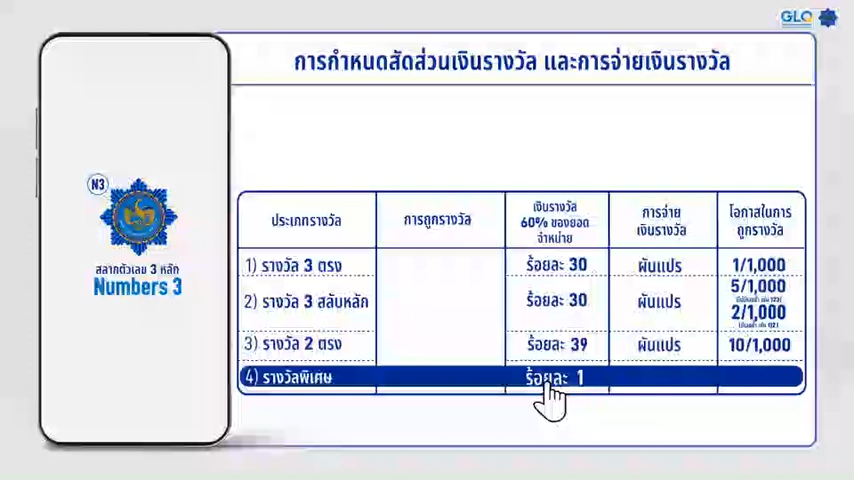 GLO
การกำหนดสัดส่วนเงินรางวัล และการจ่ายเงินรางวัล
N3
สลากตัวเลข 3 หลัก
Numbers 3
ประเภทรางวัล
การถูกรางวัล
เงินรางวัล
60% ของยอด
จำหน่าย
การจ่าย
เงินรางวัล
โอกาสในการ
ถูกรางวัล
1) รางวัล 3 ตรง
ร้อยละ 30
ผันแปร
1/1,000
2) รางวัล 3 สลับหลัก
ร้อยละ 30
ผันแปร
5/1,000
2/1,000
3) รางวัล 2 ตรง
ร้อยละ 39
ผันแปร
10/1,000
4) รางวัลพิเศษ
ร้อยละ 1